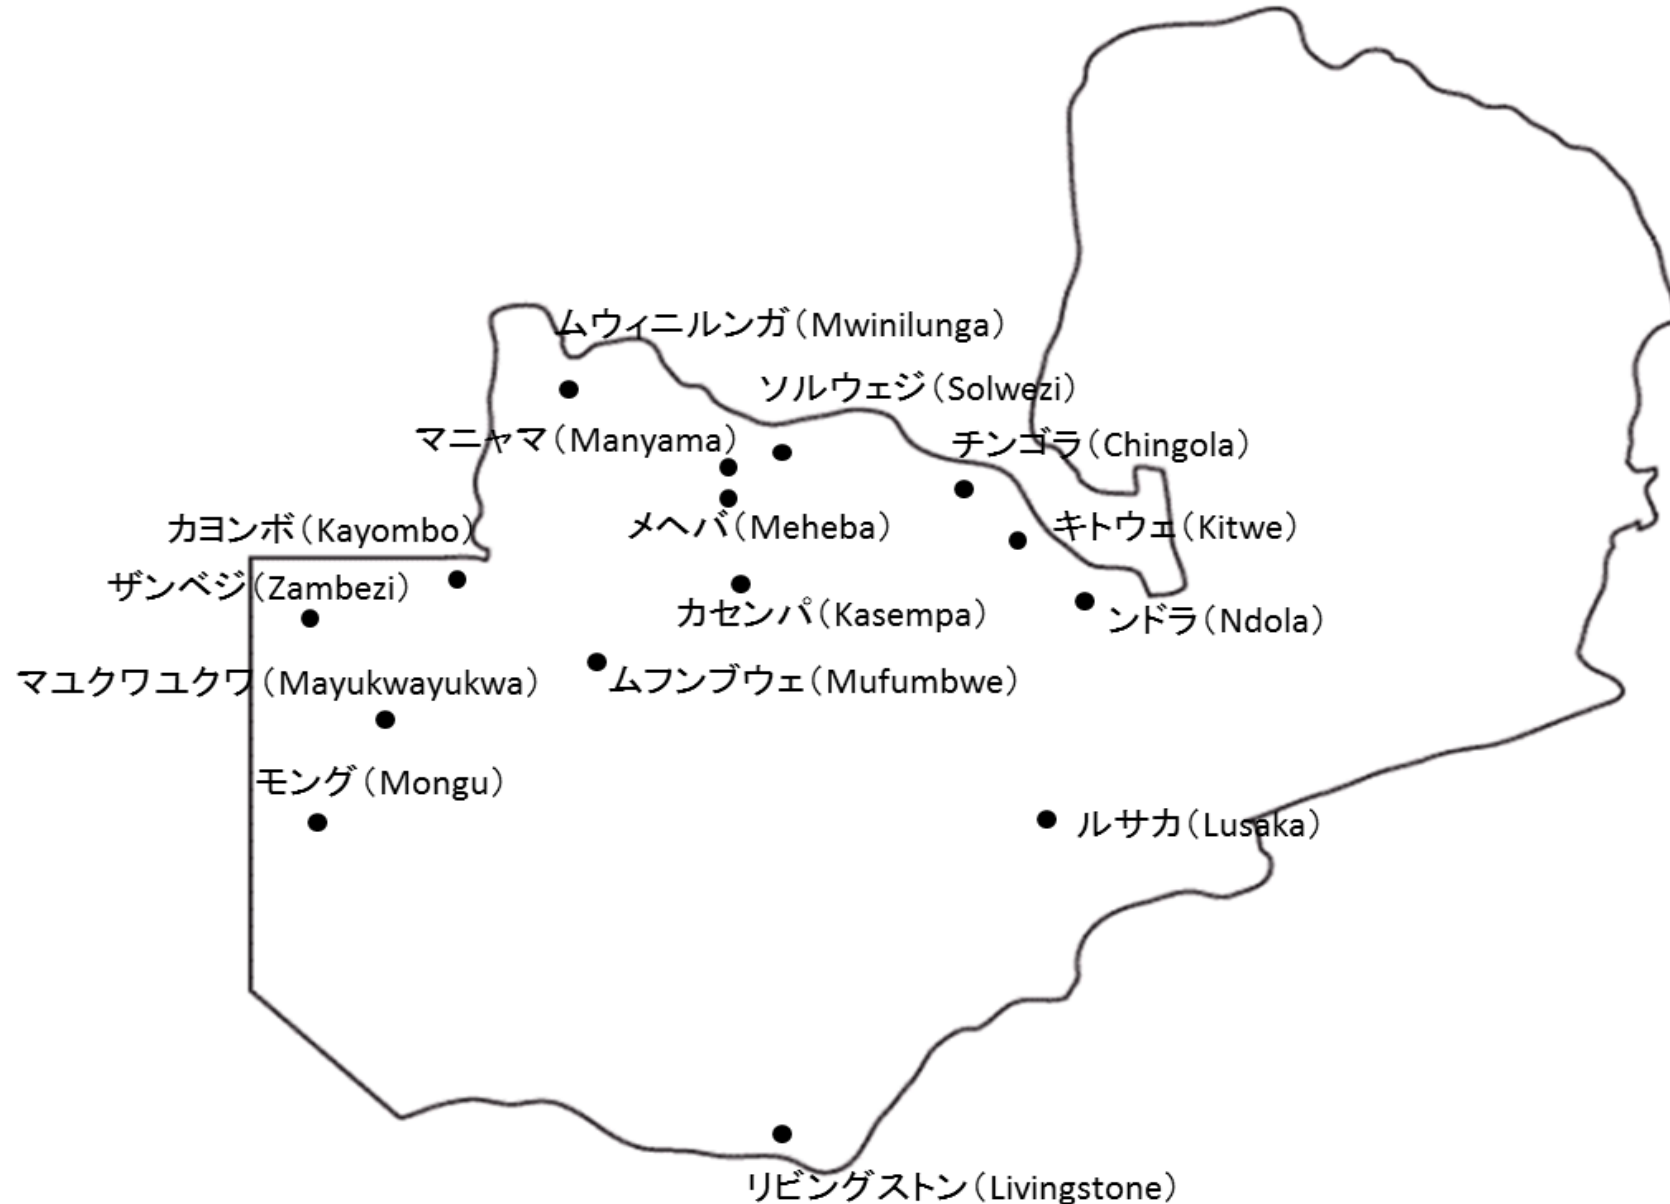 ムウィニルンガ（Mwinilunga）
ソルウェジ（Solwezi）
マニャマ（Manyama）
チンゴラ（Chingola）
カヨンボ（Kayombo）
メヘバ（Meheba）
キトウェ（Kitwe）
ザンベジ（Zambezi）
カセンパ（Kasempa）
ンドラ（Ndola）
マユクワユクワ（Mayukwayukwa）
ムフンブウェ（Mufumbwe）
モング（Mongu）
ルサカ（Lusaka）
リビングストン（Livingstone）